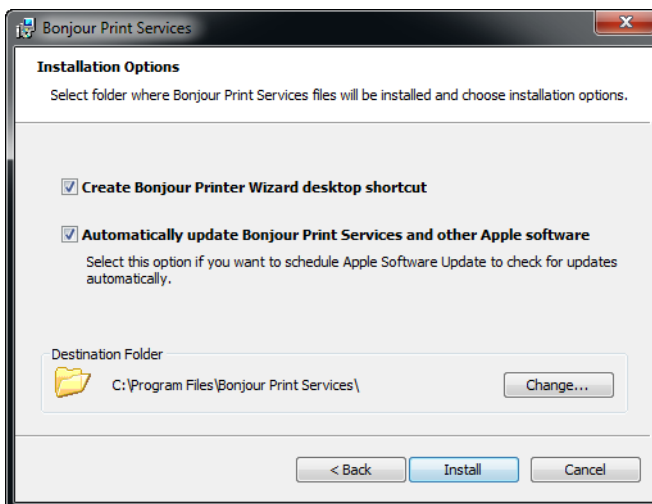 Bonjour Print Services
Installation Options
Select folder where Bonjour Print Services files will be installed and choose installation options.
Create Bonjour Printer Wizard desktop shortcut
Automatically update Bonjour Print Services and other Apple software
Select this option if you want to schedule Apple Software Update to check for updates
automatically.
Destination Folder
C:\Program Files\Bonjour Print Services\
Change...
< Back
Install
Cancel